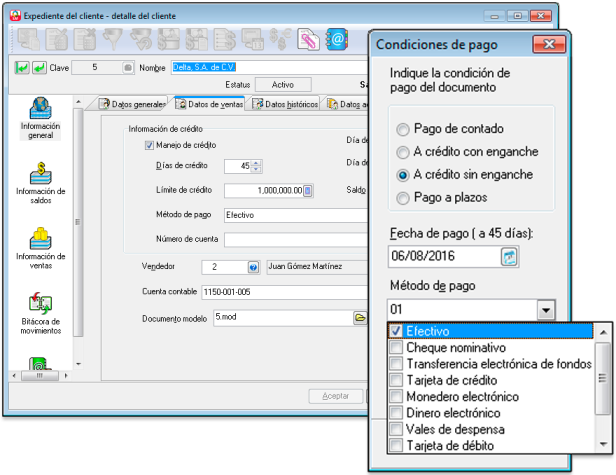 Expediente del cliente - detalle del cliente
Clave 5 Nombre Delta, S.A. de C.V.
Estatus Activo
Datos generales Datos de ventas Datos históricos
Información general
Información de saldos
Información de ventas
Bitácora de movimientos
Información de crédito
Manejo de crédito Día de
Días de crédito 45 Día de
Límite de crédito 1,000,000.00 Saldo
Método de pago Efectivo
Número de cuenta
Vendedor 2 Juan Gómez Martínez
Cuenta contable 1150-001-005
Documento modelo 5.mod
Aceptar
Condiciones de pago
Indique la condición de
pago del documento
Pago de contado
A crédito con enganche
A crédito sin enganche
Pago a plazos
Fecha de pago ( a 45 días):
06/08/2016
Método de pago
01
Efectivo
Cheque nominativo
Transferencia electrónica de fondos
Tarjeta de crédito
Monedero electrónico
Dinero electrónico
Vales de despensa
Tarjeta de débito